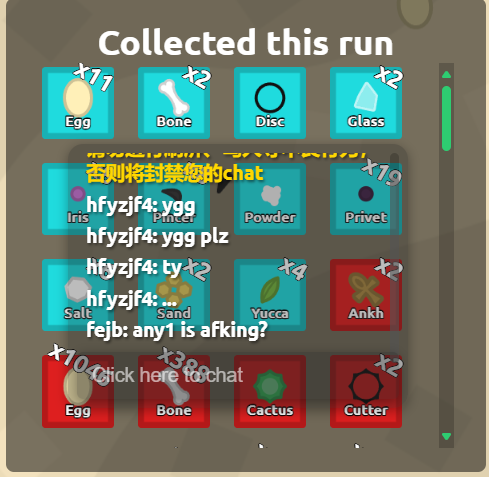 Collected this run
x11
x2
x2
Egg
Bone
Disc
Glass
否则将封禁您的chat
x19
Iris
Pincer
Powder
Privet
hfyzjf4: ygg
hfyzjf4: ygg plz
hfyzjf4: ty
x2
x4
x2
Salt
Sand
Yucca
Ankh
hfyzjf4: ...
fejb: any1 is afking?
x2
Click here to chat
Egg
Bone
Cactus
Cutter